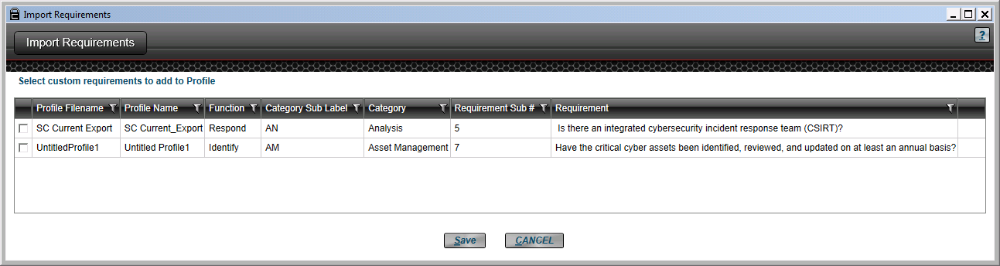 Import Requirements
Import Requirements
?
Select custom requirements to add to Profile
Profile Filename Profile Name Function Category Sub Label Category Requirement Sub # Requirement
SC Current Export SC Current_Export Respond AN Analysis 5 Is there an integrated cybersecurity incident response team (CSIRT)?
UntitledProfile1 Untitled Profile1 Identify AM Asset Management 7 Have the critical cyber assets been identified, reviewed, and updated on at least an annual basis?
Save CANCEL